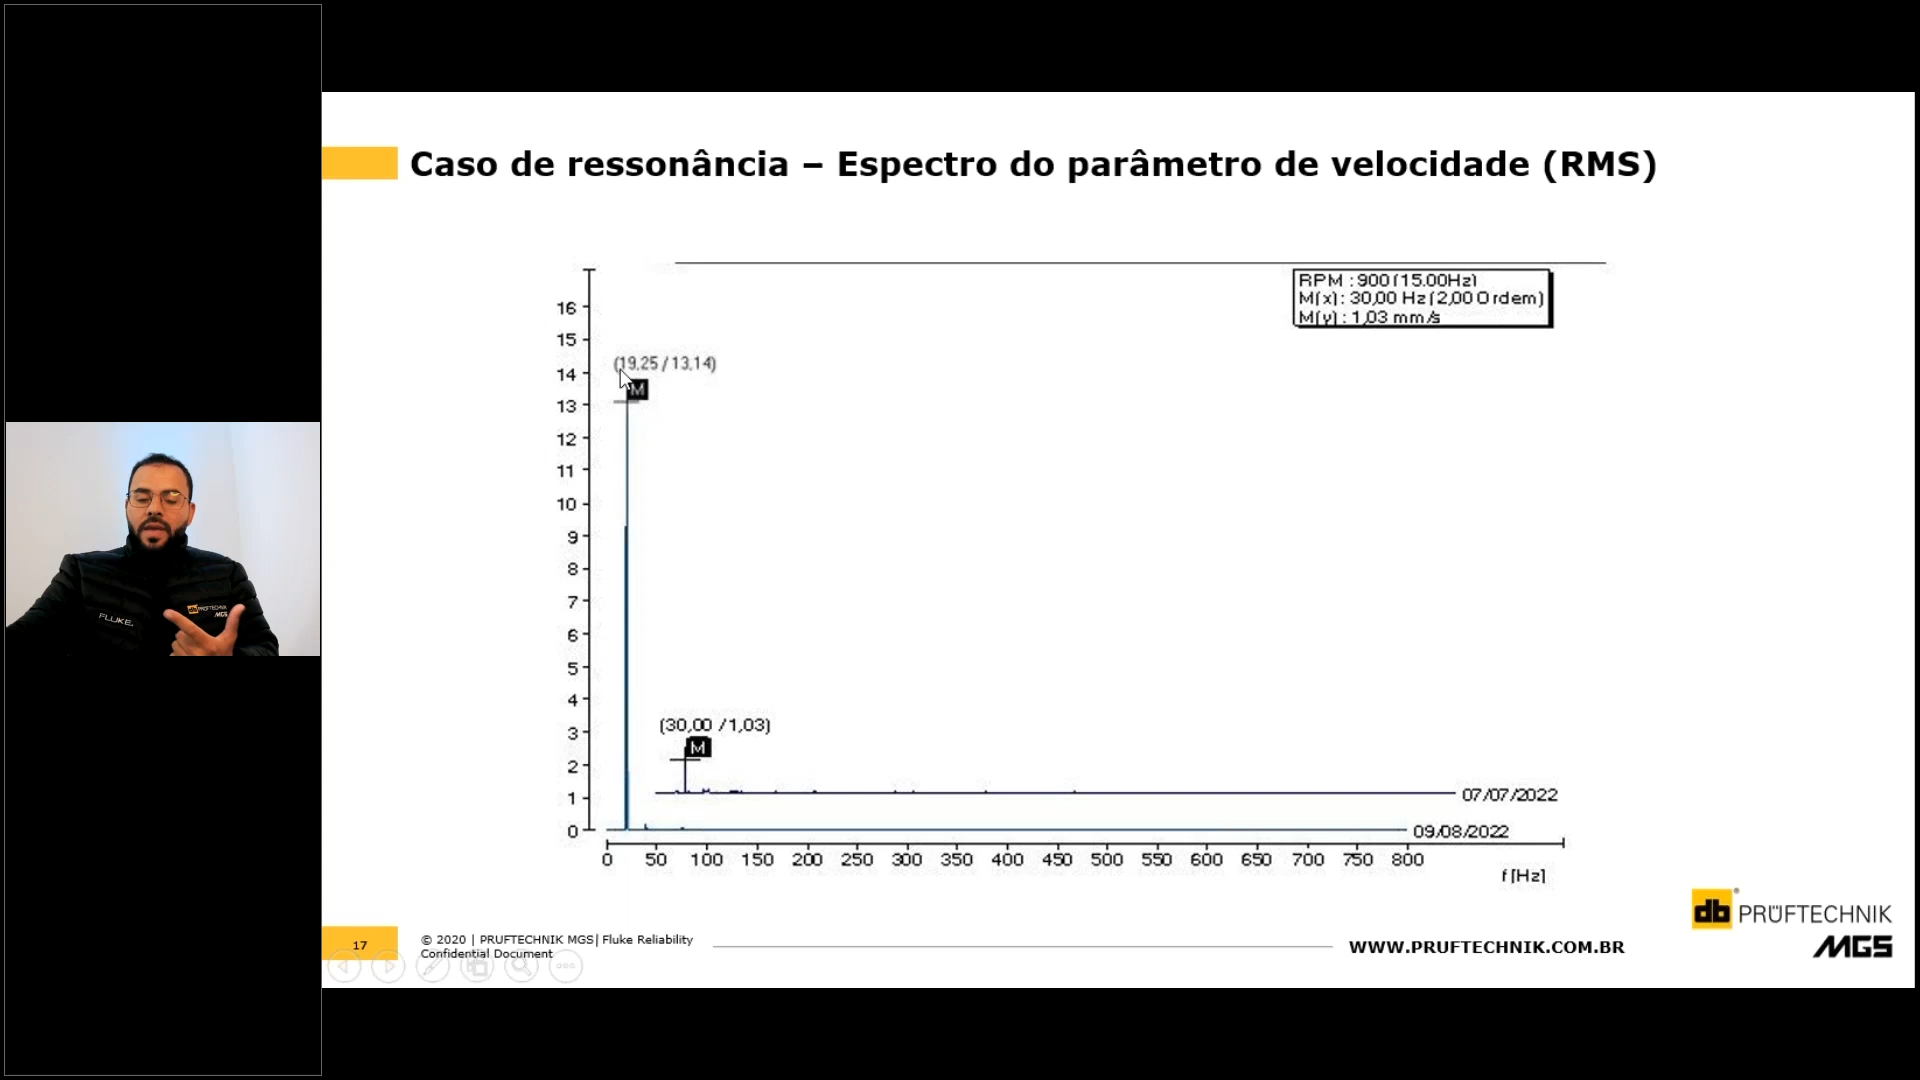 Caso de ressonância – Espectro do parâmetro de velocidade (RMS)
RPM : 900 (15.00Hz)
M(x) : 30,00 Hz (2,00 Ordem)
M(y) : 1,03 mm/s
16
15
14
13
12
11
10
9
8
7
6
5
4
3
2
1
0
(19.25 / 13.14)
M
(30,00 / 1,03)
M
07/07/2022
09/08/2022
0 50 100 150 200 250 300 350 400 450 500 550 600 650 700 750 800
f [Hz]
FLUKE.
db PRÜFTECHNIK
MGS
17
© 2020 | PRUFTECHNIK MGS| Fluke Reliability
Confidential Document
WWW.PRUFTECHNIK.COM.BR
db PRÜFTECHNIK
MGS